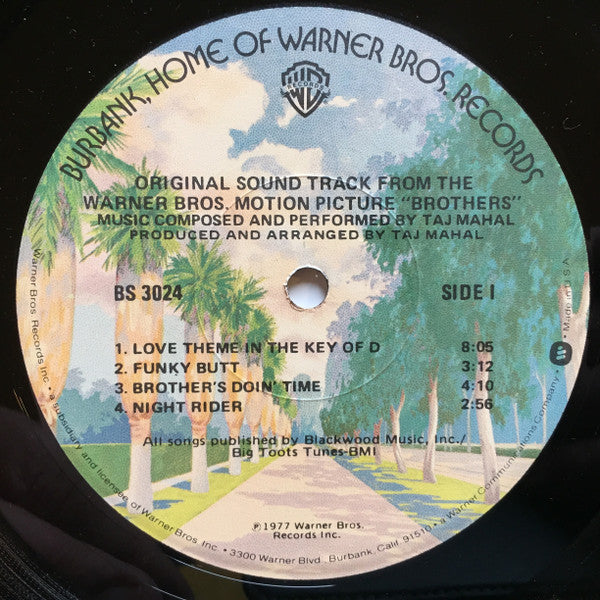 BURBANK, HOME OF WARNER BROS. RECORDS
WB
RECORDS
ORIGINAL SOUND TRACK FROM THE
WARNER BROS. MOTION PICTURE "BROTHERS"
MUSIC COMPOSED AND PERFORMED BY TAJ MAHAL
PRODUCED AND ARRANGED BY TAJ MAHAL
BS 3024 SIDE 1
1. LOVE THEME IN THE KEY OF D 8:05
2. FUNKY BUTT 3:12
3. BROTHER'S DOIN' TIME 4:10
4. NIGHT RIDER 2:56
All songs published by Blackwood Music, Inc./
Big Toots Tunes-BMI
℗1977 Warner Bros.
Records Inc.
Warner Bros. Records Inc. • a subsidiary and licensee of Warner Bros. Inc. • 3300 Warner Blvd., Burbank, Calif. 91510 • a Warner Communications Company • Made in U.S.A.